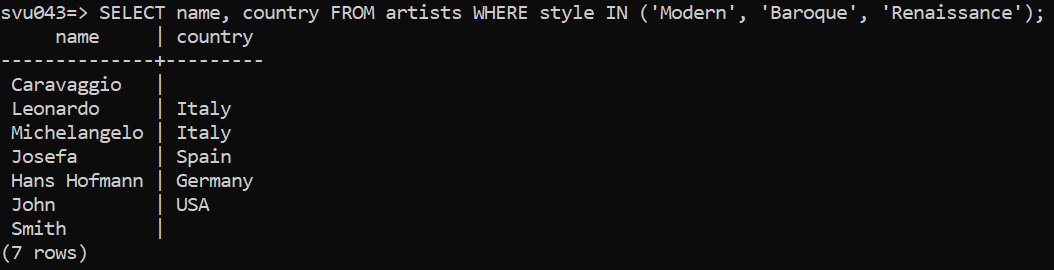 svu043=> SELECT name, country FROM artists WHERE style IN ('Modern', 'Baroque', 'Renaissance');
     name     | country
--------------+---------
 Caravaggio   |
 Leonardo     | Italy
 Michelangelo | Italy
 Josefa       | Spain
 Hans Hofmann | Germany
 John         | USA
 Smith        |
(7 rows)